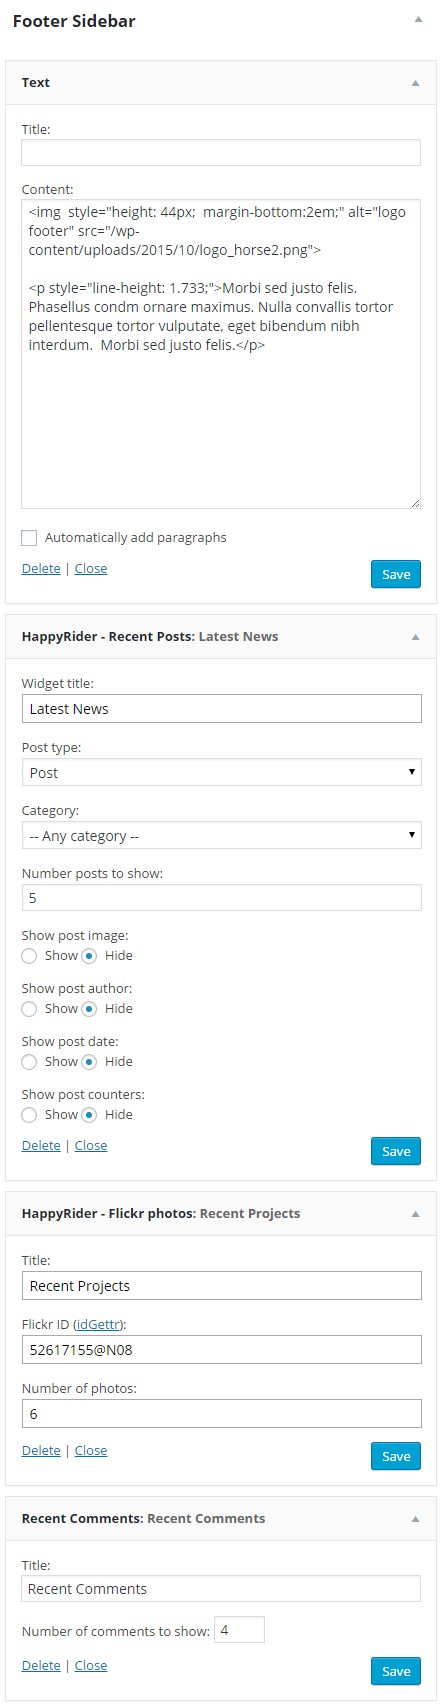 Footer Sidebar
Text
Title:
Content:
<img  style="height: 44px;  margin-bottom:2em;" alt="logo
footer" src="/wp-
content/uploads/2015/10/logo_horse2.png">
<p style="line-height: 1.733;">Morbi sed justo felis.
Phasellus condm ornare maximus. Nulla convallis tortor
pellentesque tortor vulputate, eget bibendum nibh
interdum.  Morbi sed justo felis.</p>
Automatically add paragraphs
Delete | Close
Save
HappyRider - Recent Posts: Latest News
Widget title:
Latest News
Post type:
Post
Category:
-- Any category --
Number posts to show:
5
Show post image:
Show Hide
Show post author:
Show Hide
Show post date:
Show Hide
Show post counters:
Show Hide
Delete | Close
Save
HappyRider - Flickr photos: Recent Projects
Title:
Recent Projects
Flickr ID (idGettr):
52617155@N08
Number of photos:
6
Delete | Close
Save
Recent Comments: Recent Comments
Title:
Recent Comments
Number of comments to show: 4
Delete | Close
Save